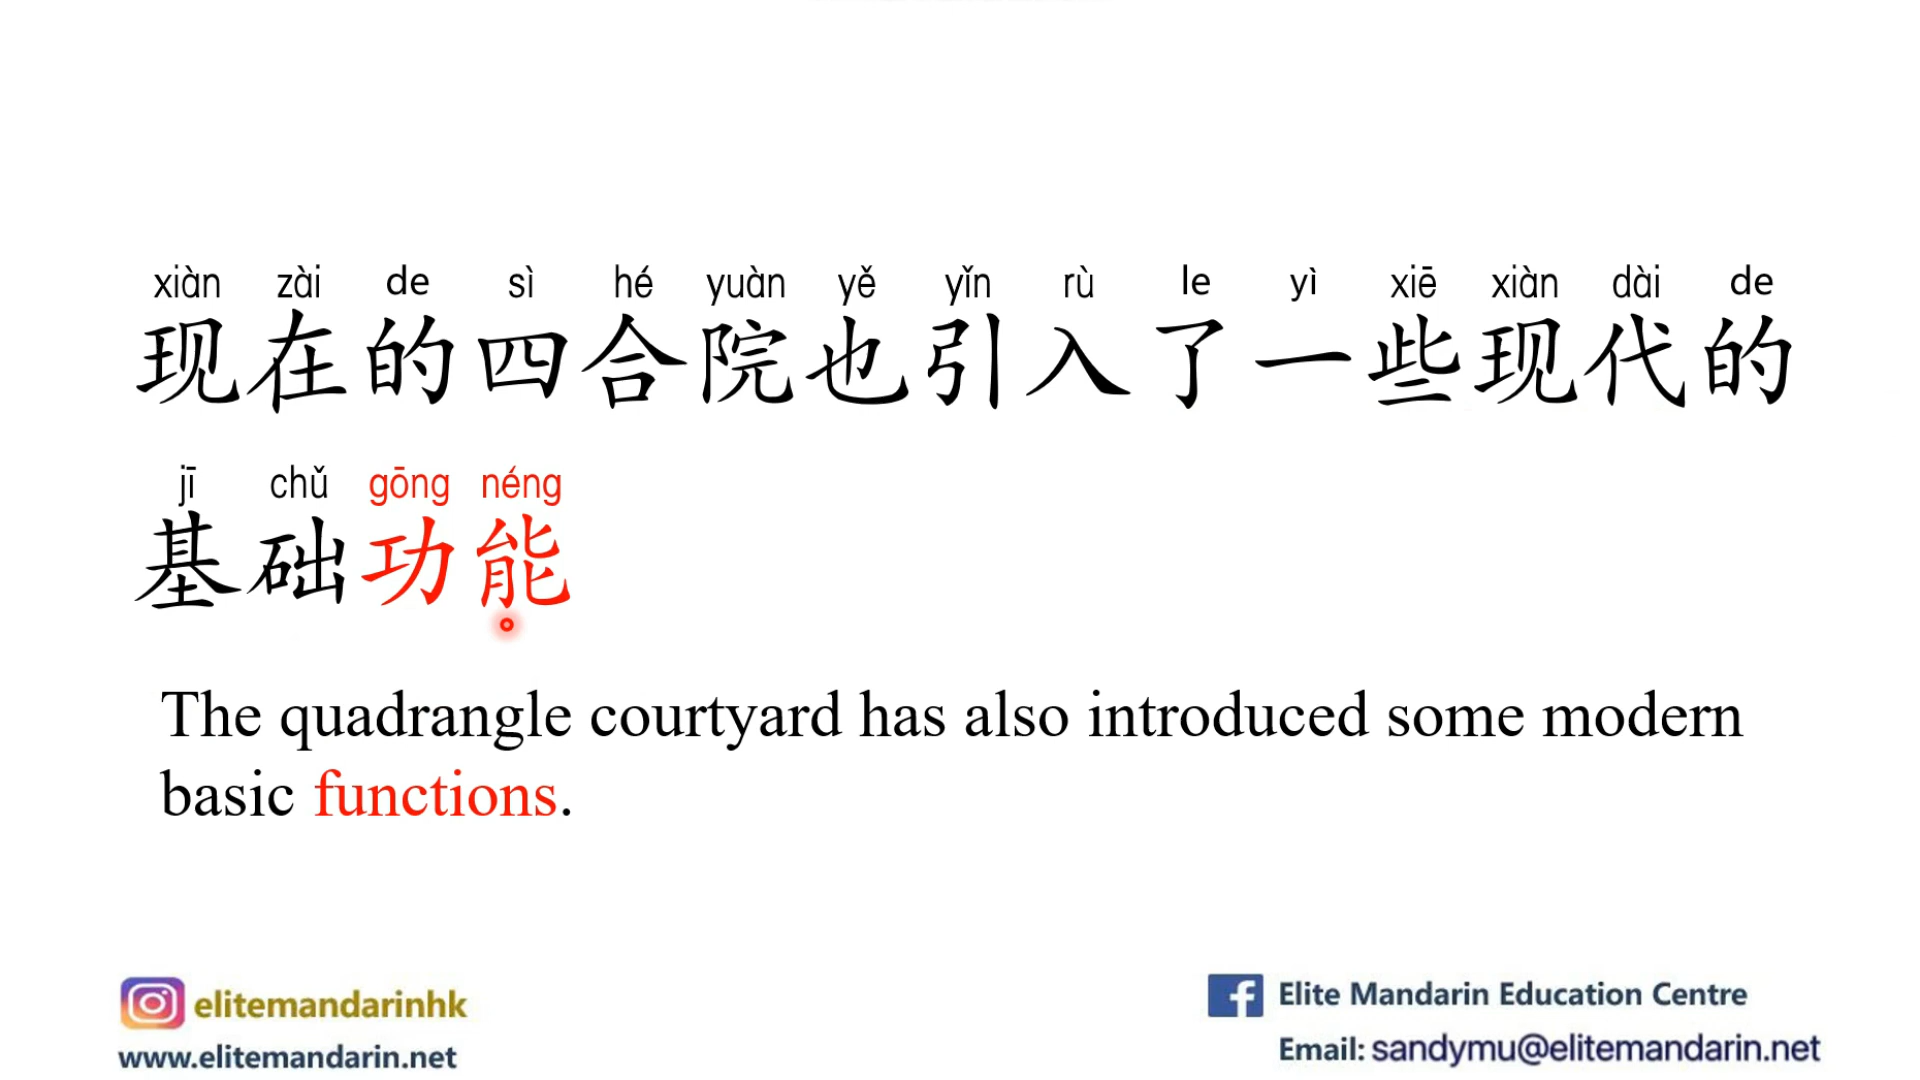 xiàn zài de sì hé yuàn yě yǐn rù le yì xiē xiàn dài de
现在的四合院也引入了一些现代的
jī chǔ gōng néng
基础功能
The quadrangle courtyard has also introduced some modern
basic functions.
elitemandarinhk
www.elitemandarin.net
Elite Mandarin Education Centre
Email: sandymu@elitemandarin.net